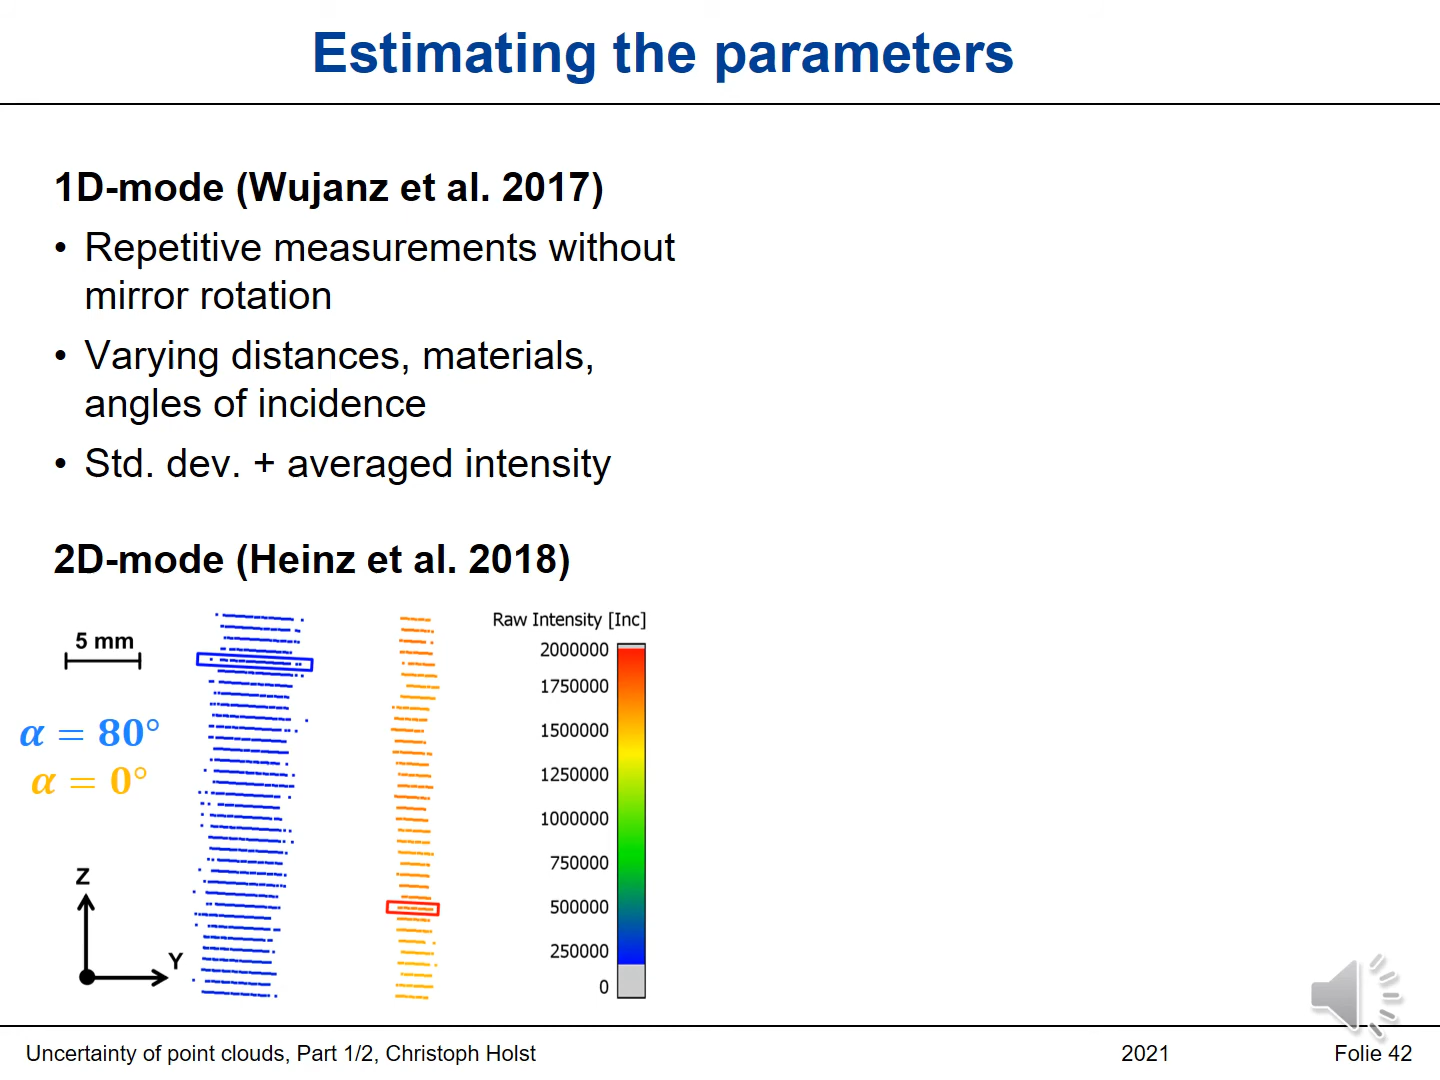 Estimating the parameters
1D-mode (Wujanz et al. 2017)
• Repetitive measurements without
mirror rotation
• Varying distances, materials,
angles of incidence
• Std. dev. + averaged intensity
2D-mode (Heinz et al. 2018)
5 mm
α = 80°
α = 0°
Z
Y
Raw Intensity [Inc]
2000000
1750000
1500000
1250000
1000000
750000
500000
250000
0
Uncertainty of point clouds, Part 1/2, Christoph Holst
2021
Folie 42